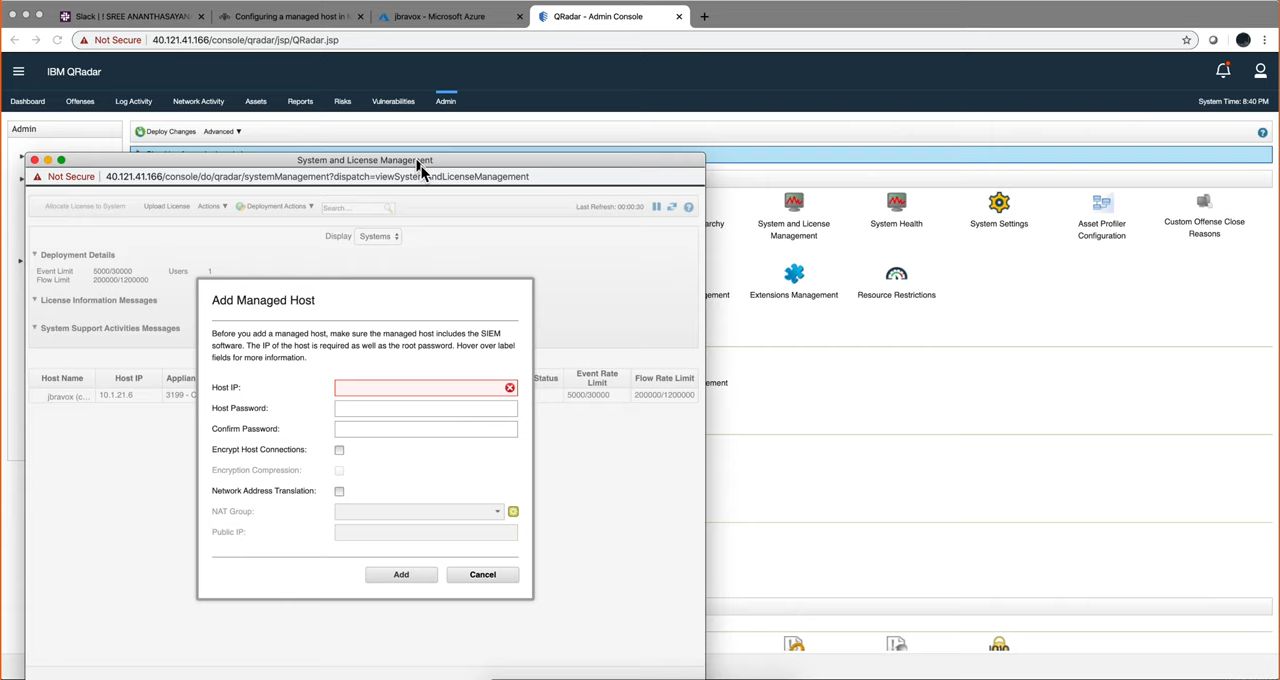 Slack | ! SREE ANANTHASAYAN
Configuring a managed host in M
jbravox - Microsoft Azure
QRadar - Admin Console
Not Secure 40.121.41.166/console/qradar/jsp/QRadar.jsp
IBM QRadar
Dashboard Offenses Log Activity Network Activity Assets Reports Risks Vulnerabilities Admin System Time: 8:40 PM
Admin
Deploy Changes Advanced ▼
System and License Management
Not Secure 40.121.41.166/console/do/qradar/systemManagement?dispatch=viewSystemAndLicenseManagement
Allocate License to System Upload License Actions ▼ Deployment Actions ▼ Search... Last Refresh: 00:00:30
Display Systems
Deployment Details
Event Limit 5000/30000 Users 1
Flow Limit 200000/1200000
License Information Messages
System Support Activities Messages
Host Name Host IP Applian Status Event Rate Limit Flow Rate Limit
jbravox (c... 10.1.21.6 3199 - C 5000/30000 200000/1200000
Add Managed Host
Before you add a managed host, make sure the managed host includes the SIEM
software. The IP of the host is required as well as the root password. Hover over label
fields for more information.
Host IP:
Host Password:
Confirm Password:
Encrypt Host Connections:
Encryption Compression:
Network Address Translation:
NAT Group:
Public IP:
Add Cancel
rarchy
System and License
Management
System Health
System Settings
Asset Profiler
Configuration
Custom Offense Close
Reasons
gement
Extensions Management
Resource Restrictions
ement